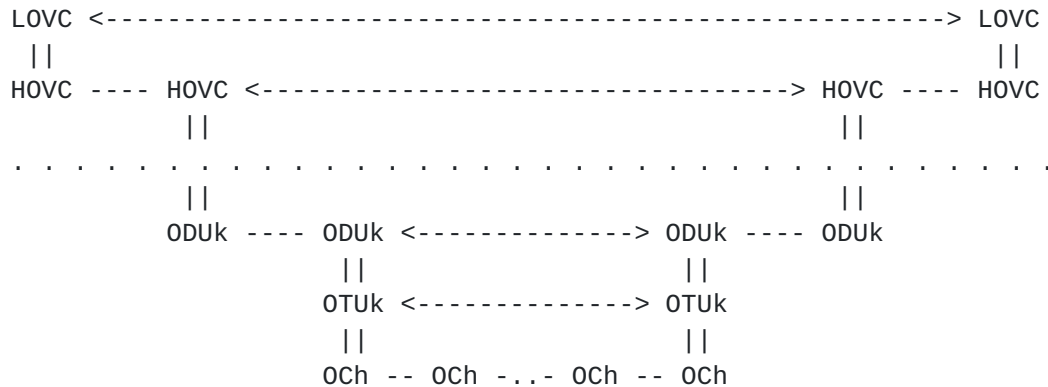 LOVC <------------------------------------------------------> LOVC
 ||                                                            ||
HOVC ---- HOVC <----------------------------------> HOVC ---- HOVC
           ||                                        ||
. . . . . . . . . . . . . . . . . . . . . . . . . . . . . . . . . .
           ||                                        ||
          ODUk ---- ODUk <--------------> ODUk ---- ODUk
                     ||                    ||
                    OTUk <--------------> OTUk
                     ||                    ||
                    OCh -- OCh -..- OCh -- OCh